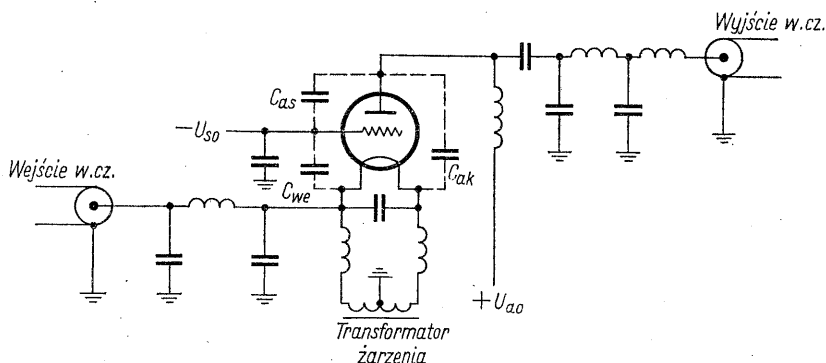 Wyjście w.cz.
C_as
-U_so
C_we
C_ak
Wejście w.cz.
+U_ao
Transformator
żarzenia